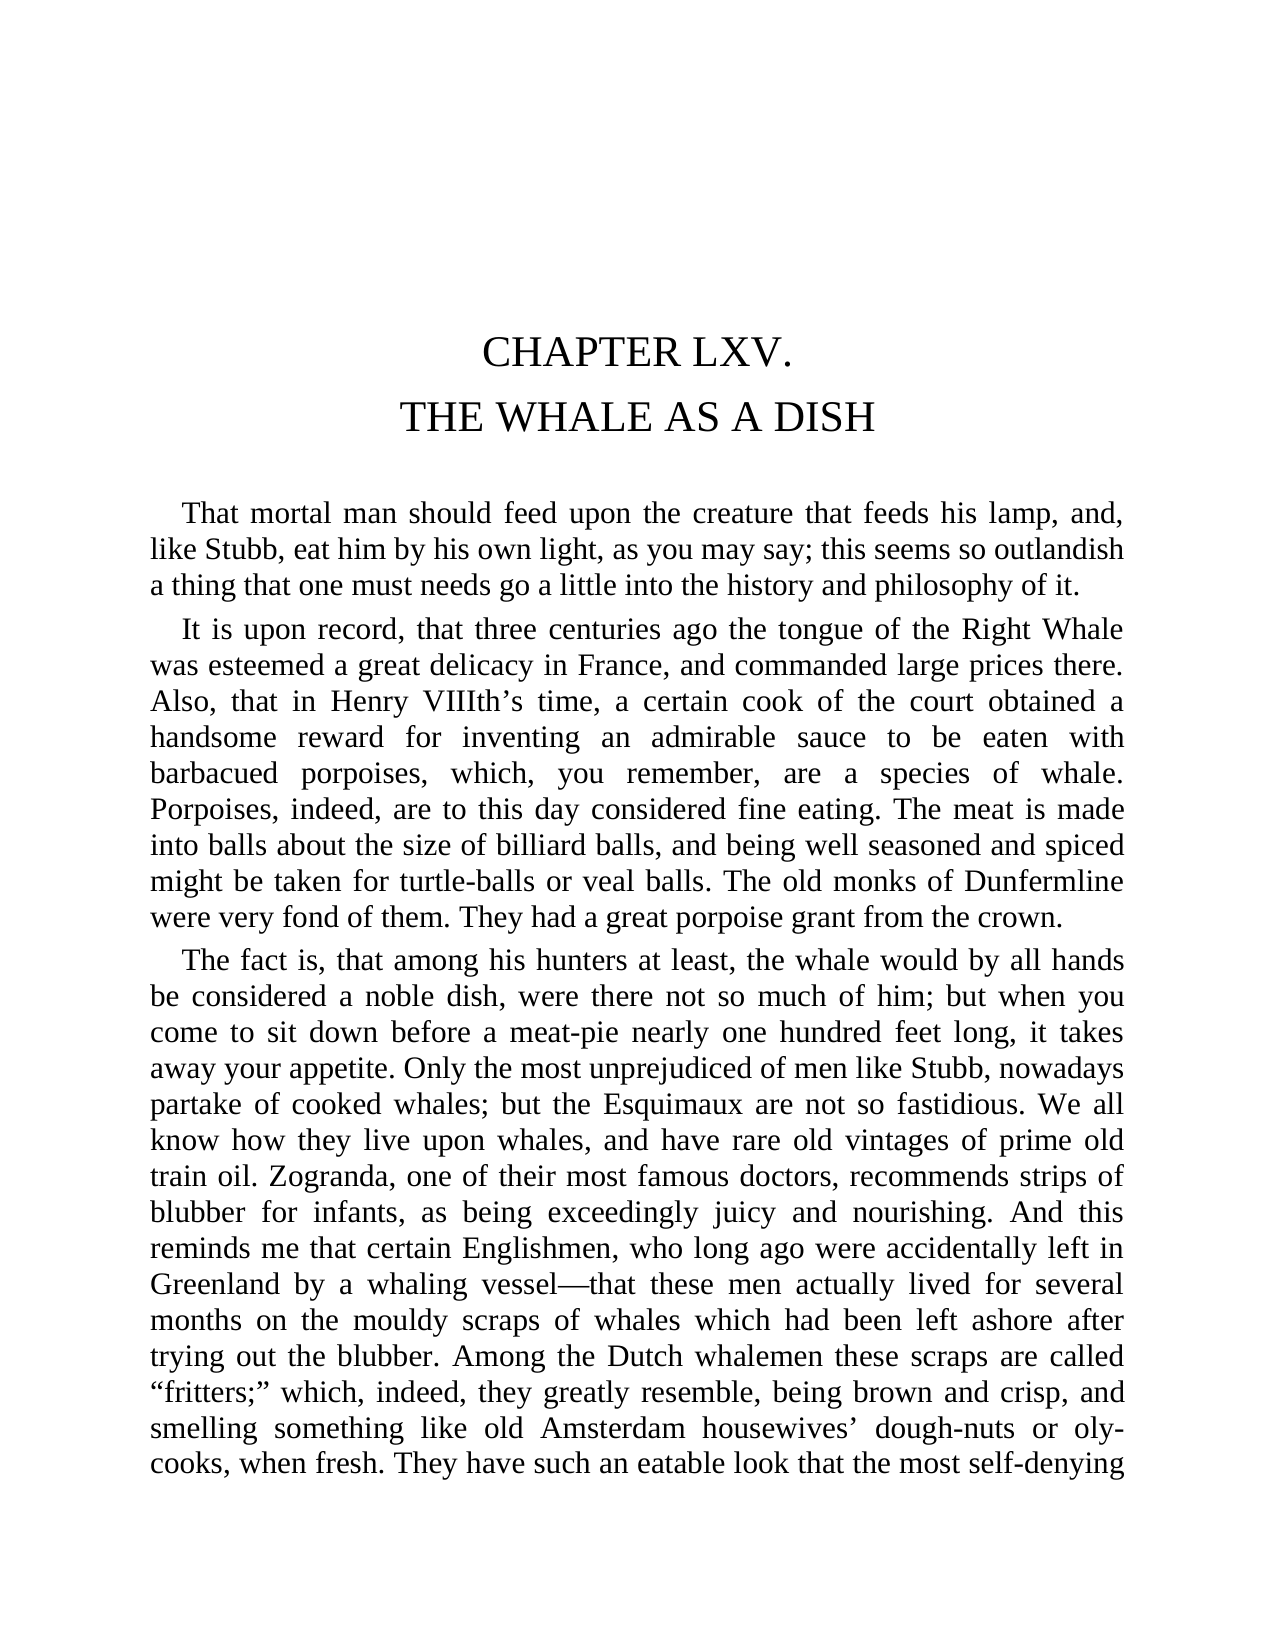 CHAPTER LXV.
THE WHALE AS A DISH
That mortal man should feed upon the creature that feeds his lamp, and,
like Stubb, eat him by his own light, as you may say; this seems so outlandish
a thing that one must needs go a little into the history and philosophy of it.
It is upon record, that three centuries ago the tongue of the Right Whale
was esteemed a great delicacy in France, and commanded large prices there.
Also, that in Henry VIIIth’s time, a certain cook of the court obtained a
handsome reward for inventing an admirable sauce to be eaten with
barbacued porpoises, which, you remember, are a species of whale.
Porpoises, indeed, are to this day considered fine eating. The meat is made
into balls about the size of billiard balls, and being well seasoned and spiced
might be taken for turtle-balls or veal balls. The old monks of Dunfermline
were very fond of them. They had a great porpoise grant from the crown.
The fact is, that among his hunters at least, the whale would by all hands
be considered a noble dish, were there not so much of him; but when you
come to sit down before a meat-pie nearly one hundred feet long, it takes
away your appetite. Only the most unprejudiced of men like Stubb, nowadays
partake of cooked whales; but the Esquimaux are not so fastidious. We all
know how they live upon whales, and have rare old vintages of prime old
train oil. Zogranda, one of their most famous doctors, recommends strips of
blubber for infants, as being exceedingly juicy and nourishing. And this
reminds me that certain Englishmen, who long ago were accidentally left in
Greenland by a whaling vessel—that these men actually lived for several
months on the mouldy scraps of whales which had been left ashore after
trying out the blubber. Among the Dutch whalemen these scraps are called
“fritters;” which, indeed, they greatly resemble, being brown and crisp, and
smelling something like old Amsterdam housewives’ dough-nuts or oly-
cooks, when fresh. They have such an eatable look that the most self-denying